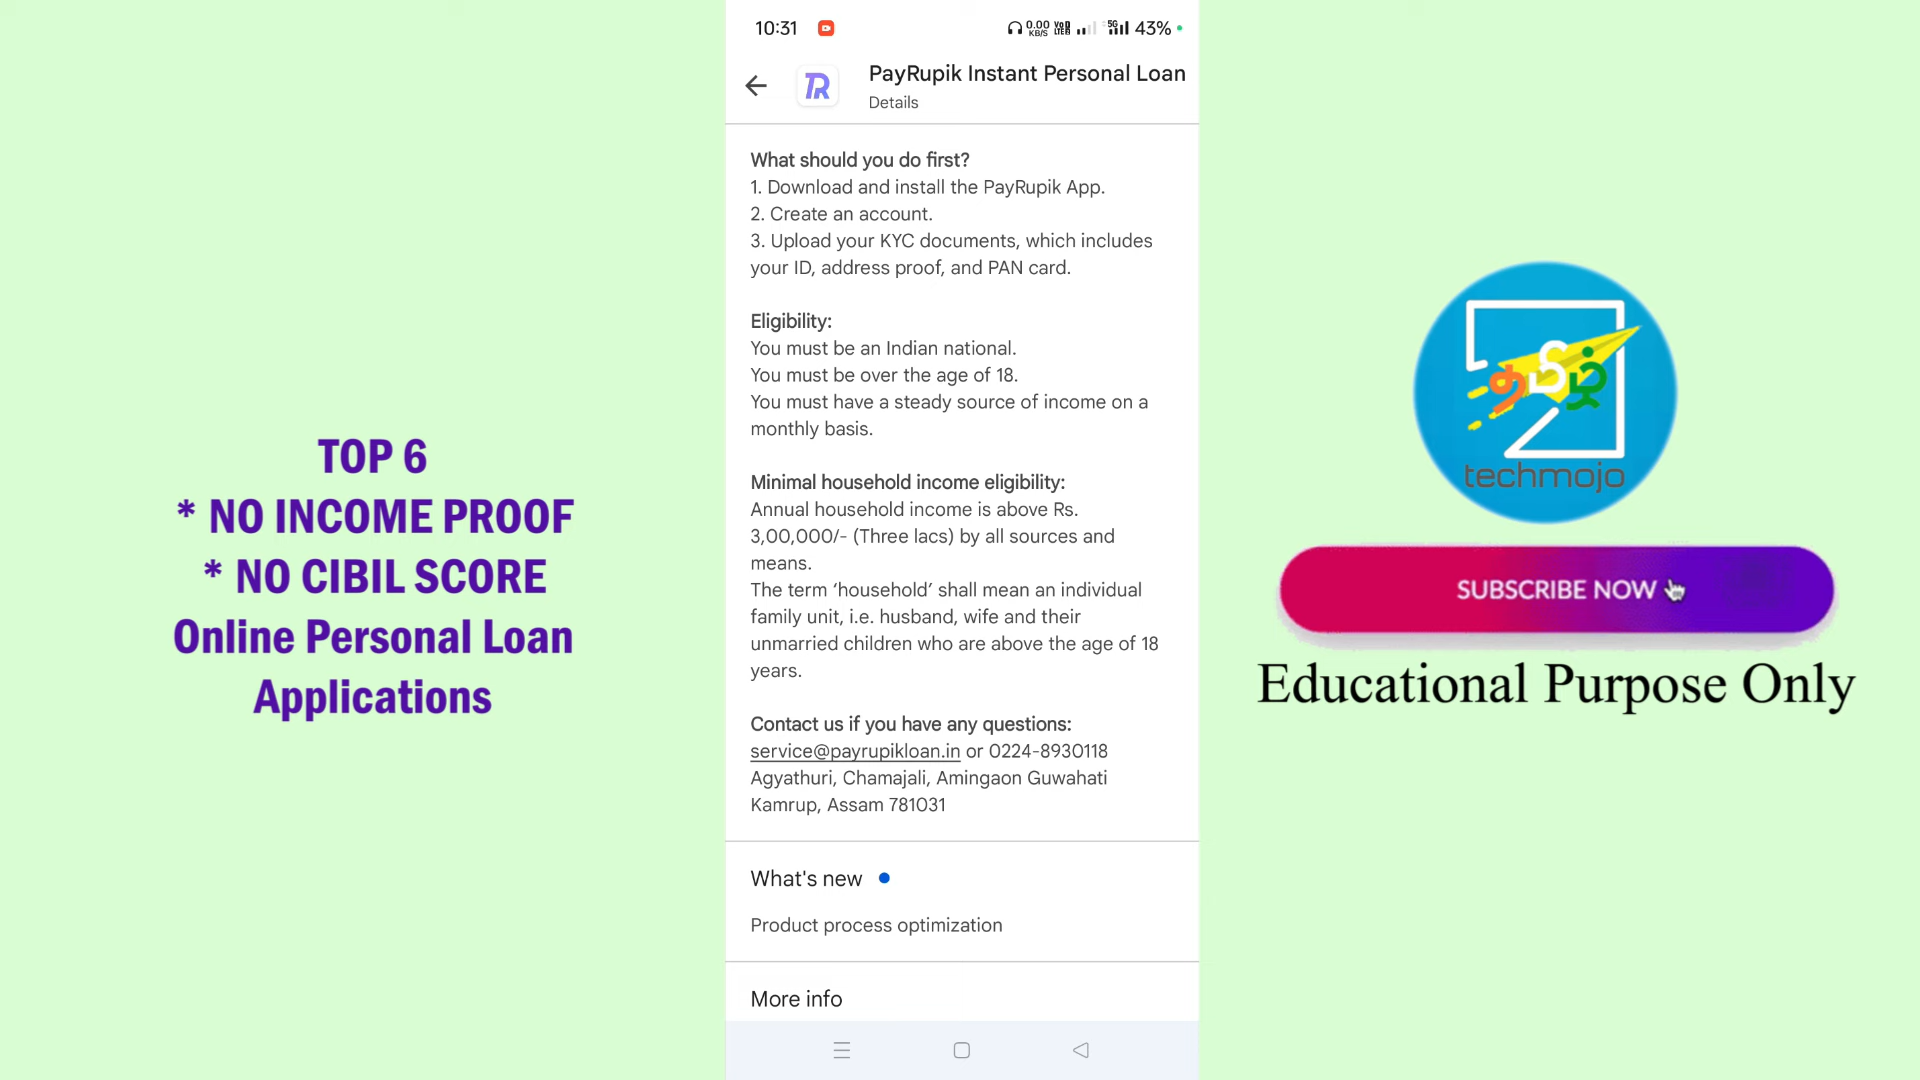 TOP 6
* NO INCOME PROOF
* NO CIBIL SCORE
Online Personal Loan
Applications
10:31
0.00 KB/S VoD LTE2 5G 43%
PayRupik Instant Personal Loan
Details
What should you do first?
1. Download and install the PayRupik App.
2. Create an account.
3. Upload your KYC documents, which includes
your ID, address proof, and PAN card.
Eligibility:
You must be an Indian national.
You must be over the age of 18.
You must have a steady source of income on a
monthly basis.
Minimal household income eligibility:
Annual household income is above Rs.
3,00,000/- (Three lacs) by all sources and
means.
The term ‘household’ shall mean an individual
family unit, i.e. husband, wife and their
unmarried children who are above the age of 18
years.
Contact us if you have any questions:
service@payrupikloan.in or 0224-8930118
Agyathuri, Chamajali, Amingaon Guwahati
Kamrup, Assam 781031
What's new
Product process optimization
More info
தமிழ்
techmojo
SUBSCRIBE NOW
Educational Purpose Only